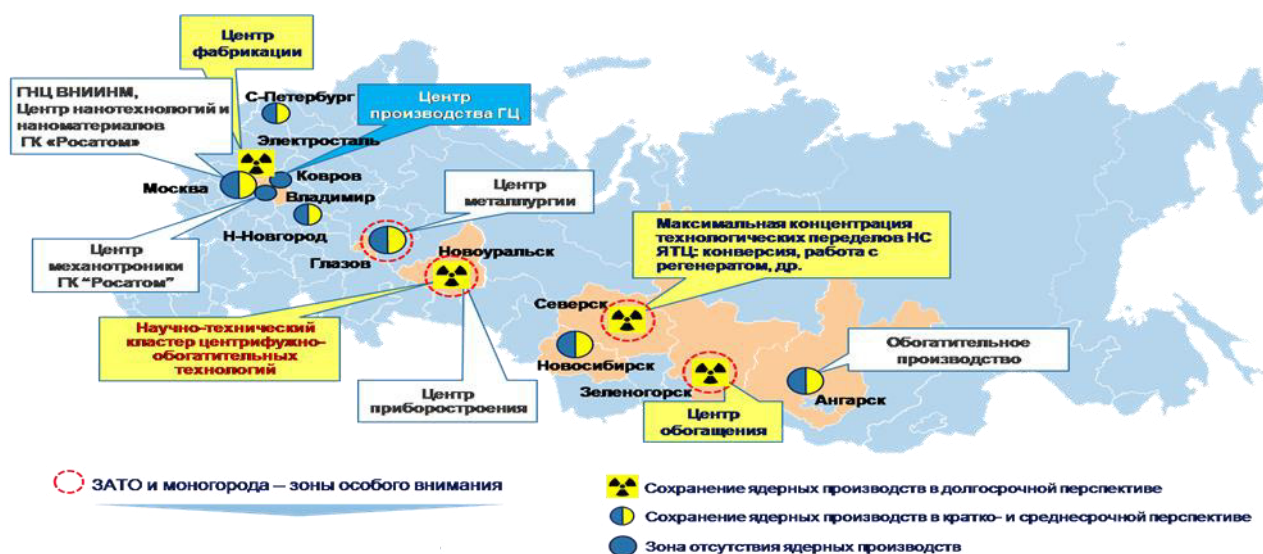 Центр
фабрикации
ГНЦ ВНИИНМ,
Центр нанотехнологий и
наноматериалов
ГК «Росатом»
С-Петербург
Центр
производства ГЦ
Электросталь
Москва
Ковров
Владимир
Н-Новгород
Центр
металлургии
Центр
механотроники
ГК "Росатом"
Глазов
Новоуральск
Максимальная концентрация
технологических переделов НС
ЯТЦ: конверсия, работа с
регенератом, др.
Научно-технический
кластер центрифужно-
обогатительных
технологий
Центр
приборостроения
Северск
Новосибирск
Зеленогорск
Обогатительное
производство
Ангарск
Центр
обогащения
ЗАТО и моногорода – зоны особого внимания
Сохранение ядерных производств в долгосрочной перспективе
Сохранение ядерных производств в кратко- и среднесрочной перспективе
Зона отсутствия ядерных производств